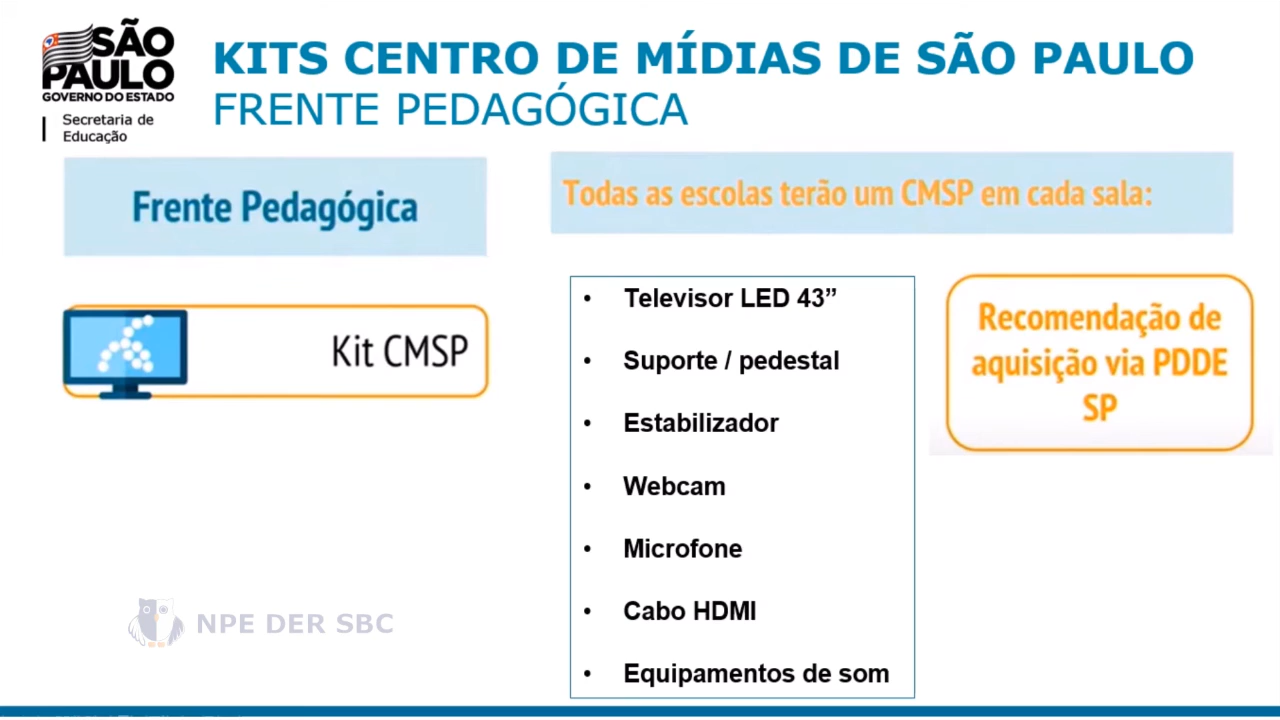 SÃO
PAULO
GOVERNO DO ESTADO
Secretaria de
Educação
KITS CENTRO DE MÍDIAS DE SÃO PAULO
FRENTE PEDAGÓGICA
Frente Pedagógica
Todas as escolas terão um CMSP em cada sala:
Kit CMSP
• Televisor LED 43”
• Suporte / pedestal
• Estabilizador
• Webcam
• Microfone
• Cabo HDMI
• Equipamentos de som
Recomendação de
aquisição via PDDE
SP
NPE DER SBC